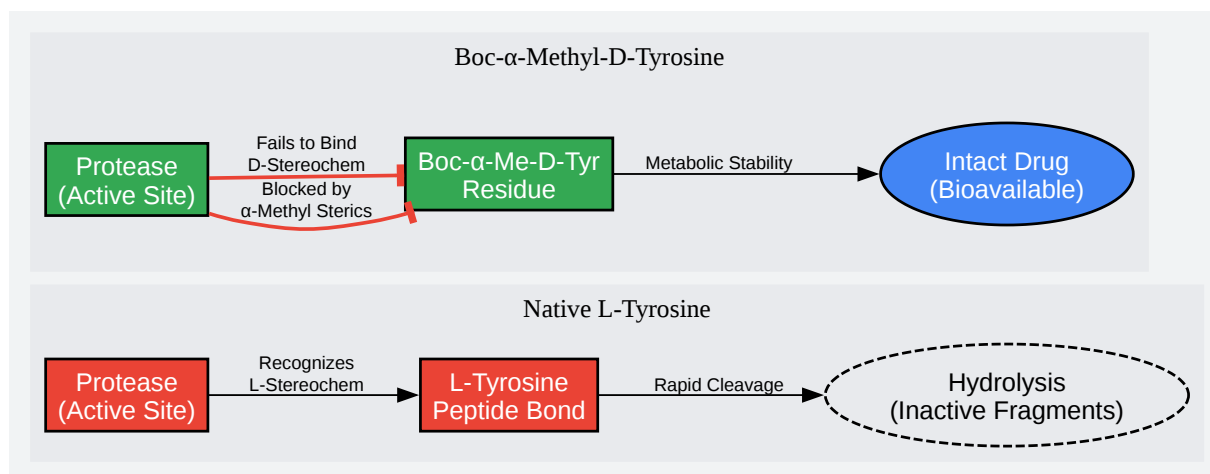 Boc-α-Methyl-D-Tyrosine
Protease
(Active Site)
Fails to Bind
D-Stereochem
Blocked by
α-Methyl Sterics
Boc-α-Me-D-Tyr
Residue
Metabolic Stability
Intact Drug
(Bioavailable)
Native L-Tyrosine
Protease
(Active Site)
Recognizes
L-Stereochem
L-Tyrosine
Peptide Bond
Rapid Cleavage
Hydrolysis
(Inactive Fragments)